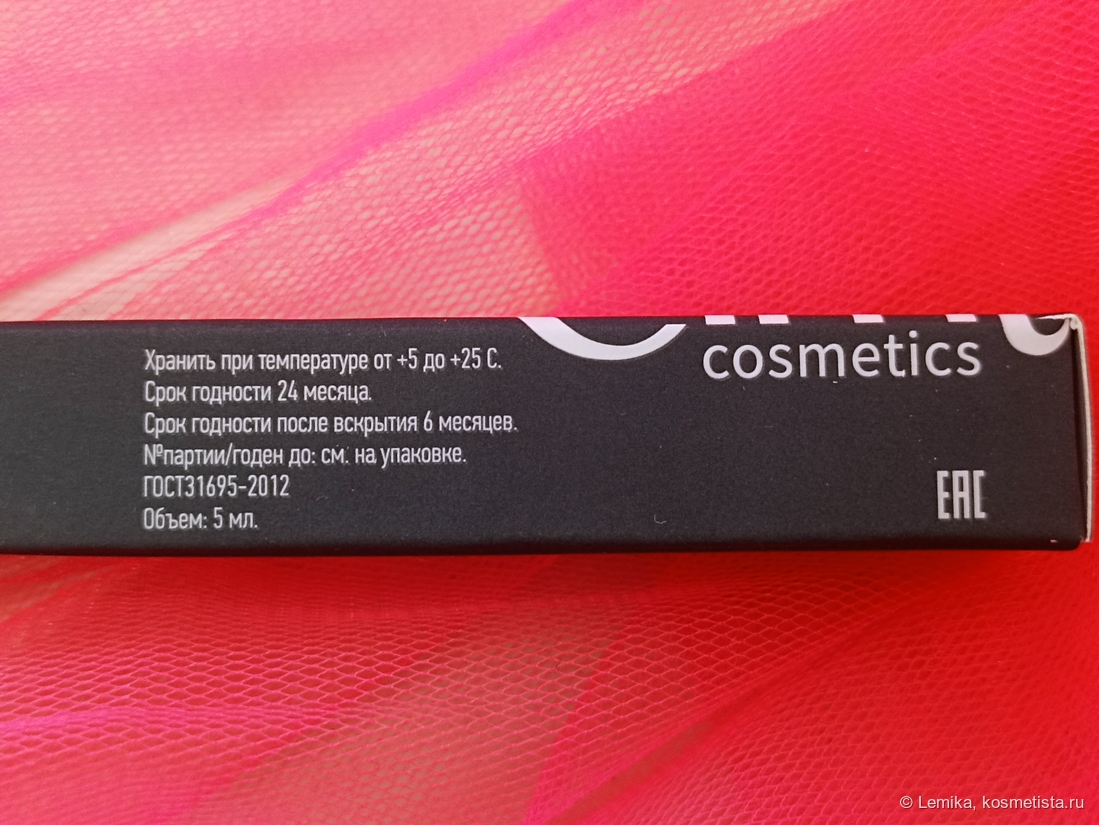 cosmetics
Хранить при температуре от +5 до +25 С.
Срок годности 24 месяца.
Срок годности после вскрытия 6 месяцев.
№партии/годен до: см. на упаковке.
ГОСТ31695-2012
Объем: 5 мл.
ЕАС
© Lemika, kosmetista.ru